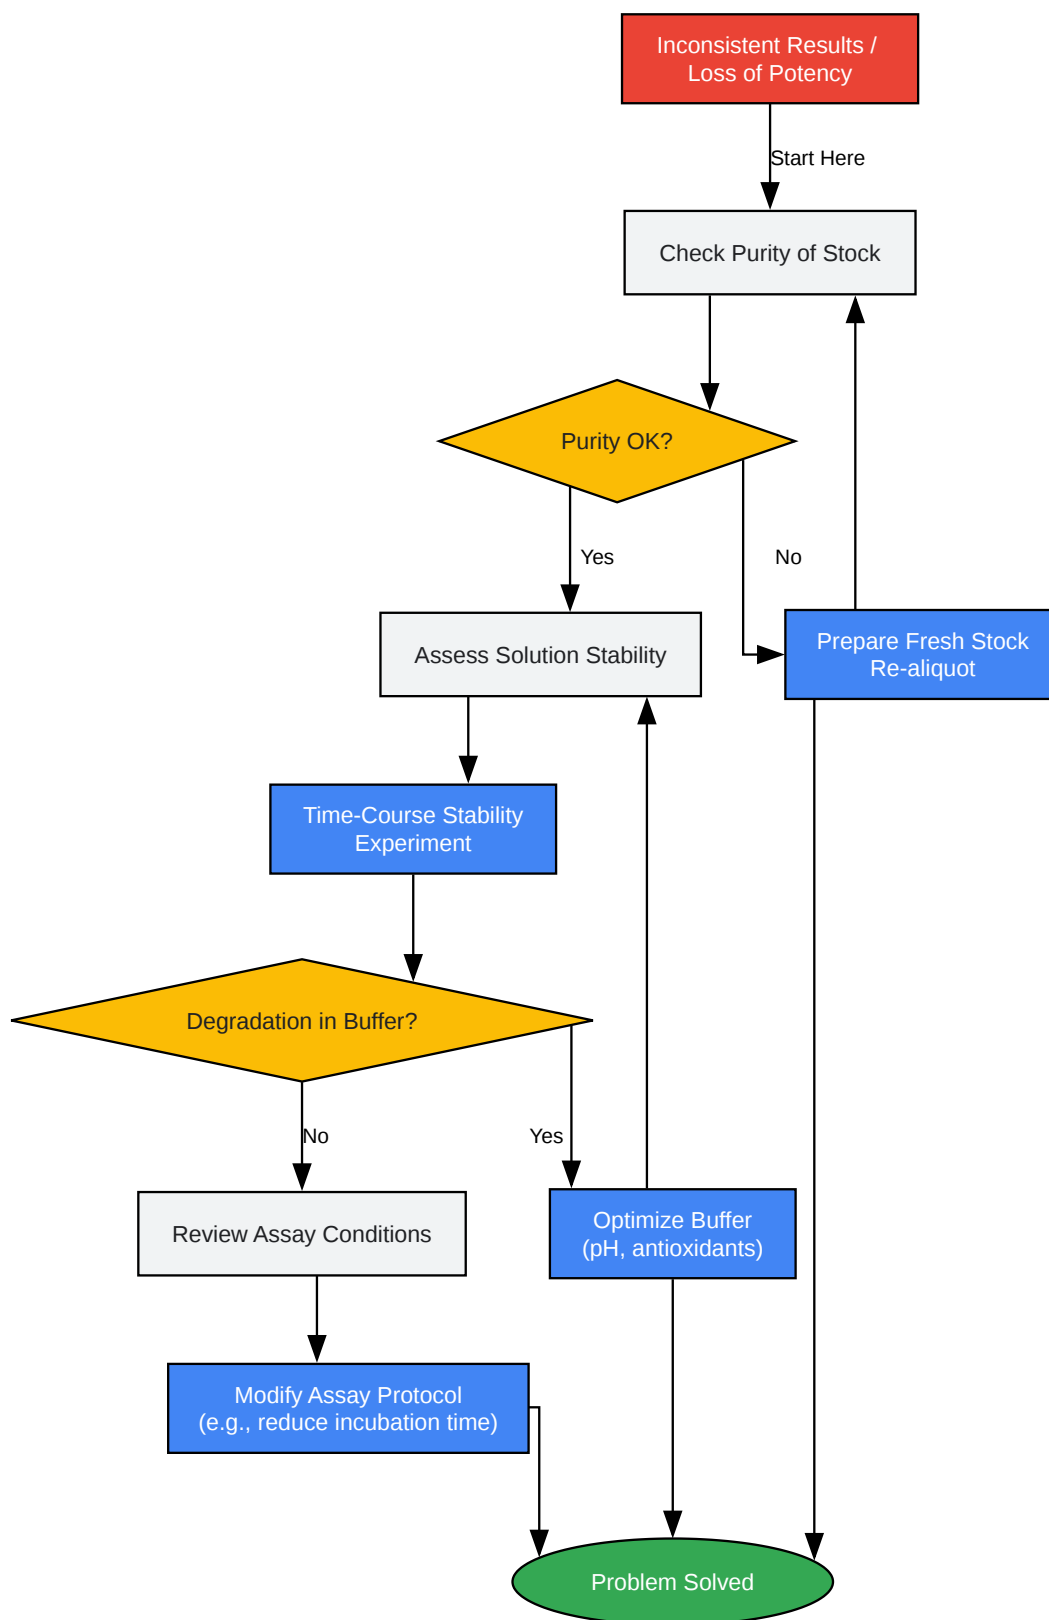 Inconsistent Results /
Loss of Potency
Start Here
Check Purity of Stock
Purity OK?
Yes
No
Assess Solution Stability
Prepare Fresh Stock
Re-aliquot
Time-Course Stability
Experiment
Degradation in Buffer?
No
Yes
Review Assay Conditions
Optimize Buffer
(pH, antioxidants)
Modify Assay Protocol
(e.g., reduce incubation time)
Problem Solved